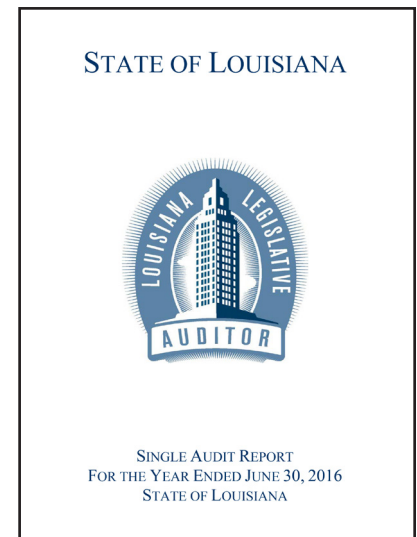 STATE OF LOUISIANA
LOUISIANA LEGISLATIVE
AUDITOR
SINGLE AUDIT REPORT
FOR THE YEAR ENDED JUNE 30, 2016
STATE OF LOUISIANA